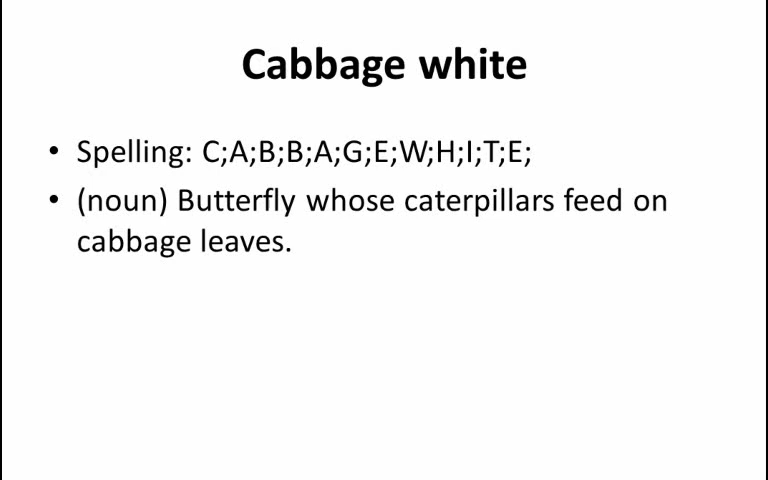 Cabbage white
• Spelling: C;A;B;B;A;G;E;W;H;I;T;E;
• (noun) Butterfly whose caterpillars feed on
cabbage leaves.